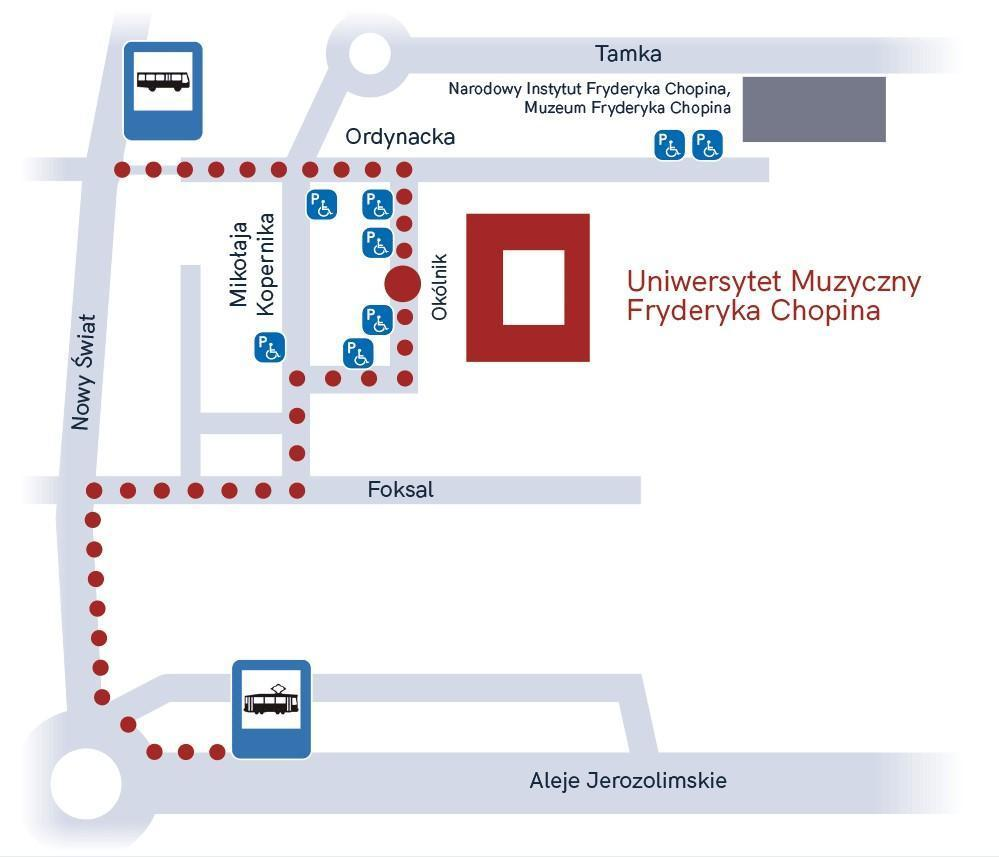 Tamka
Narodowy Instytut Fryderyka Chopina,
Muzeum Fryderyka Chopina
Ordynacka
P
P
P
P
P
Mikołaja
Kopernika
Okólnik
Uniwersytet Muzyczny
Fryderyka Chopina
P
P
P
Nowy Świat
Foksal
Aleje Jerozolimskie